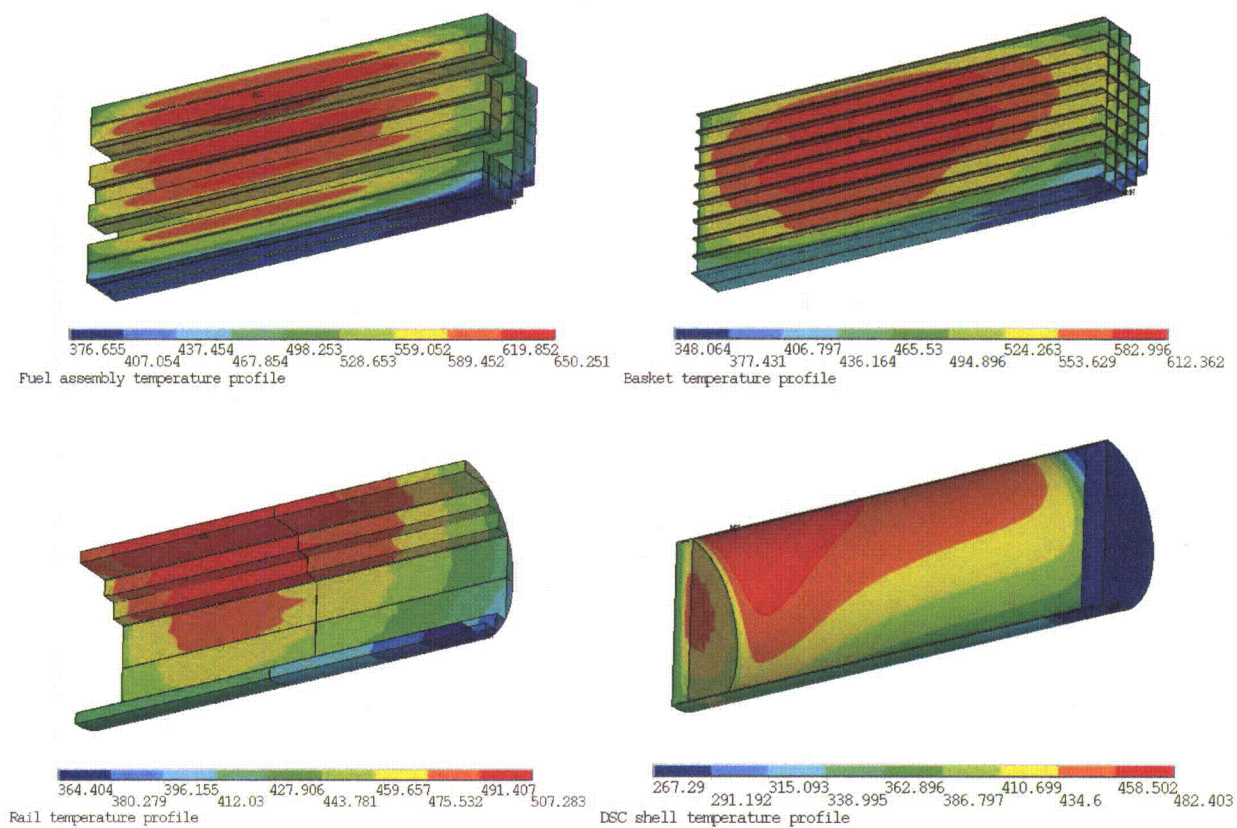 376.655 437.454 498.253 559.052 619.852
407.054 467.854 528.653 589.452 650.251
Fuel assembly temperature profile
348.064 406.797 465.53 524.263 582.996
377.431 436.164 494.896 553.629 612.362
Basket temperature profile
364.404 396.155 427.906 459.657 491.407
380.279 412.03 443.781 475.532 507.283
Rail temperature profile
267.29 315.093 362.896 410.699 458.502
291.192 338.995 386.797 434.6 482.403
DSC shell temperature profile